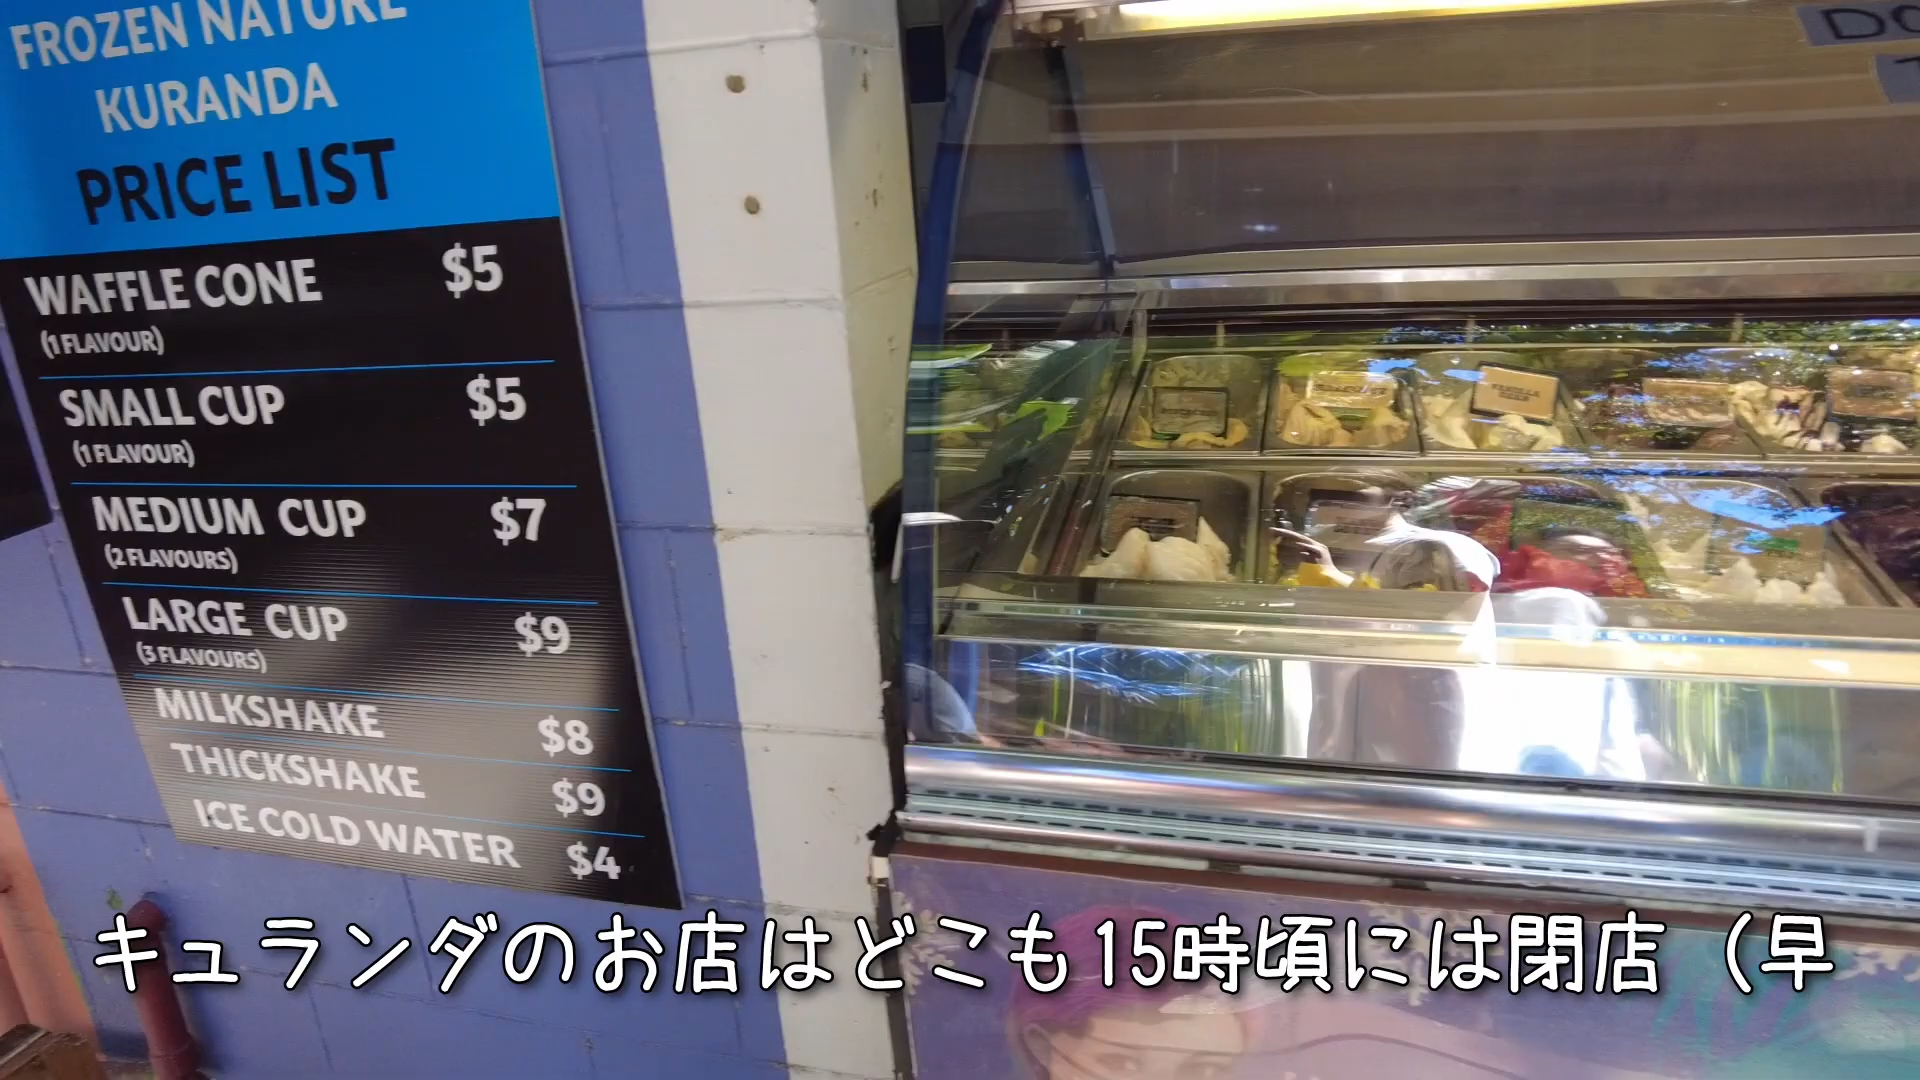 FROZEN NATURE
KURANDA
PRICE LIST
WAFFLE CONE $5
(1 FLAVOUR)
SMALL CUP $5
(1 FLAVOUR)
MEDIUM CUP $7
(2 FLAVOURS)
LARGE CUP $9
(3 FLAVOURS)
MILKSHAKE $8
THICKSHAKE $9
ICE COLD WATER $4
キュランダのお店はどこも15時頃には閉店（早